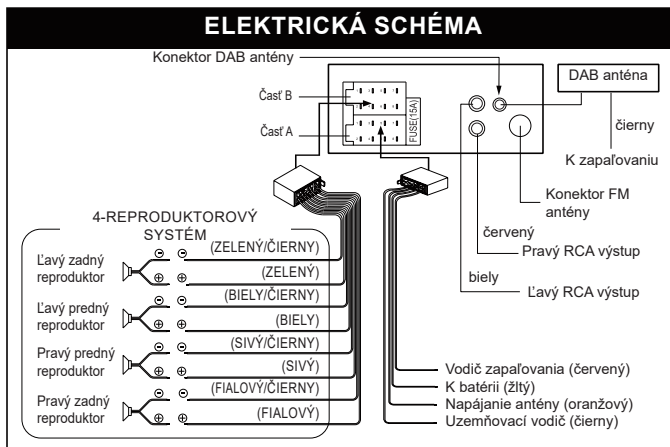 ELEKTRICKÁ SCHÉMA
Konektor DAB antény
DAB anténa
Časť B
Časť A
FUSE(15A)
čierny
K zapaľovaniu
Konektor FM
antény
červený
Pravý RCA výstup
biely
Ľavý RCA výstup
4-REPRODUKTOROVÝ
SYSTÉM
(ZELENÝ/ČIERNY)
Ľavý zadný
reproduktor
(ZELENÝ)
(BIELY/ČIERNY)
Ľavý predný
reproduktor
(BIELY)
(SIVÝ/ČIERNY)
Pravý predný
reproduktor
(SIVÝ)
(FIALOVÝ/ČIERNY)
Pravý zadný
reproduktor
(FIALOVÝ)
Vodič zapaľovania (červený)
K batérii (žltý)
Napájanie antény (oranžový)
Uzemňovací vodič (čierny)